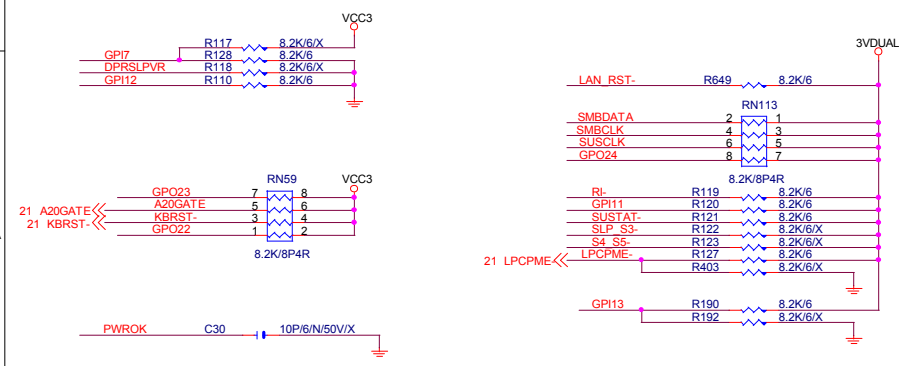 VCC3
R117 8.2K/6/X
GPI7 R128 8.2K/6
DPRSLPVR R118 8.2K/6/X
GPI12 R110 8.2K/6
RN59 VCC3
GPO23 7 8
21 A20GATE A20GATE 5 6
21 KBRST- KBRST- 3 4
GPO22 1 2
8.2K/8P4R
PWROK C30 10P/6/N/50V/X
3VDUAL
LAN_RST- R649 8.2K/6
RN113
SMBDATA 2 1
SMBCLK 4 3
SUSCLK 6 5
GPO24 8 7
8.2K/8P4R
RI- R119 8.2K/6
GPI11 R120 8.2K/6
SUSTAT- R121 8.2K/6
SLP_S3- R122 8.2K/6/X
S4_S5- R123 8.2K/6/X
21 LPCPME LPCPME- R127 8.2K/6
R403 8.2K/6/X
GPI13 R190 8.2K/6
R192 8.2K/6/X